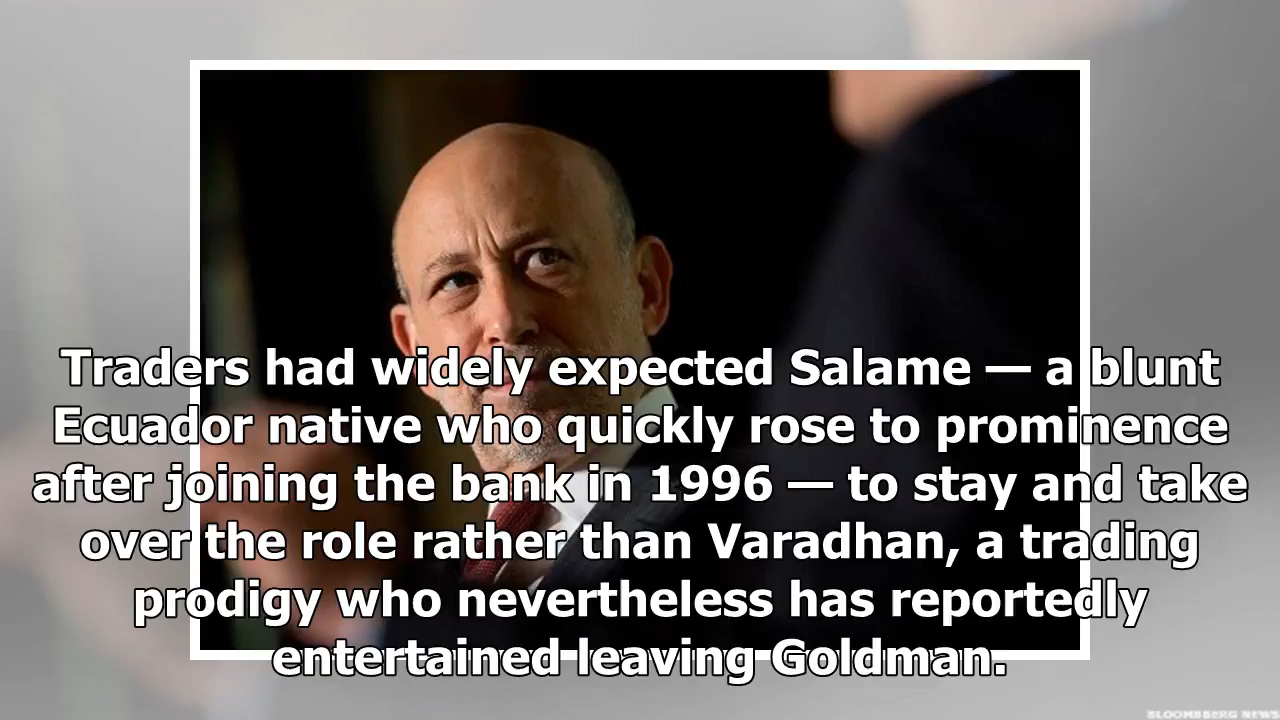 Traders had widely expected Salame — a blunt
Ecuador native who quickly rose to prominence
after joining the bank in 1996 — to stay and take
over the role rather than Varadhan, a trading
prodigy who nevertheless has reportedly
entertained leaving Goldman.
BLOOMBERG NEWS